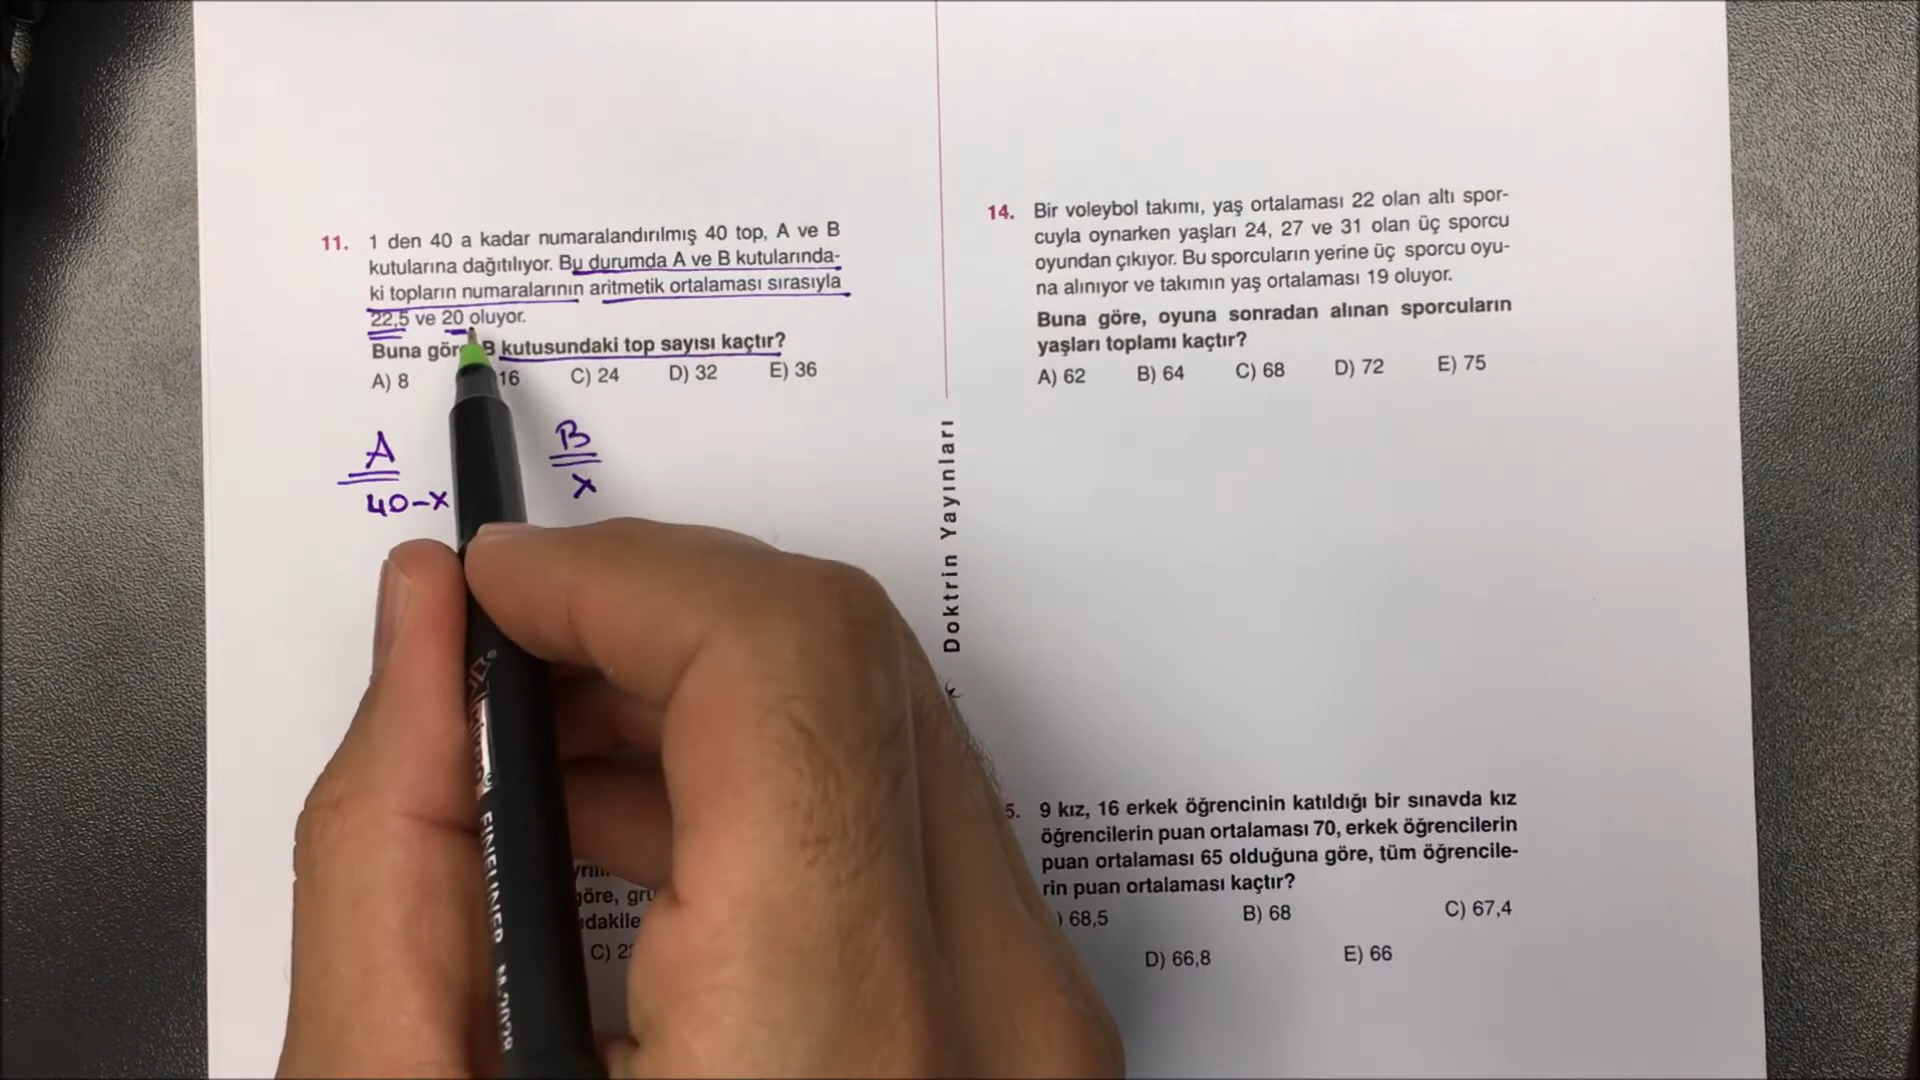 11. 1 den 40 a kadar numaralandırılmış 40 top, A ve B
kutularına dağıtılıyor. Bu durumda A ve B kutularında-
ki topların numaralarının aritmetik ortalaması sırasıyla
22,5 ve 20 oluyor.
Buna gör B kutusundaki top sayısı kaçtır?
A) 8 16 C) 24 D) 32 E) 36
A B
40-x x
göre, gru
dakile
C) 2
14. Bir voleybol takımı, yaş ortalaması 22 olan altı spor-
cuyla oynarken yaşları 24, 27 ve 31 olan üç sporcu
oyundan çıkıyor. Bu sporcuların yerine üç sporcu oyu-
na alınıyor ve takımın yaş ortalaması 19 oluyor.
Buna göre, oyuna sonradan alınan sporcuların
yaşları toplamı kaçtır?
A) 62 B) 64 C) 68 D) 72 E) 75
Doktrin Yayınları
5. 9 kız, 16 erkek öğrencinin katıldığı bir sınavda kız
öğrencilerin puan ortalaması 70, erkek öğrencilerin
puan ortalaması 65 olduğuna göre, tüm öğrencile-
rin puan ortalaması kaçtır?
) 68,5 B) 68 C) 67,4
D) 66,8 E) 66
FINELINER